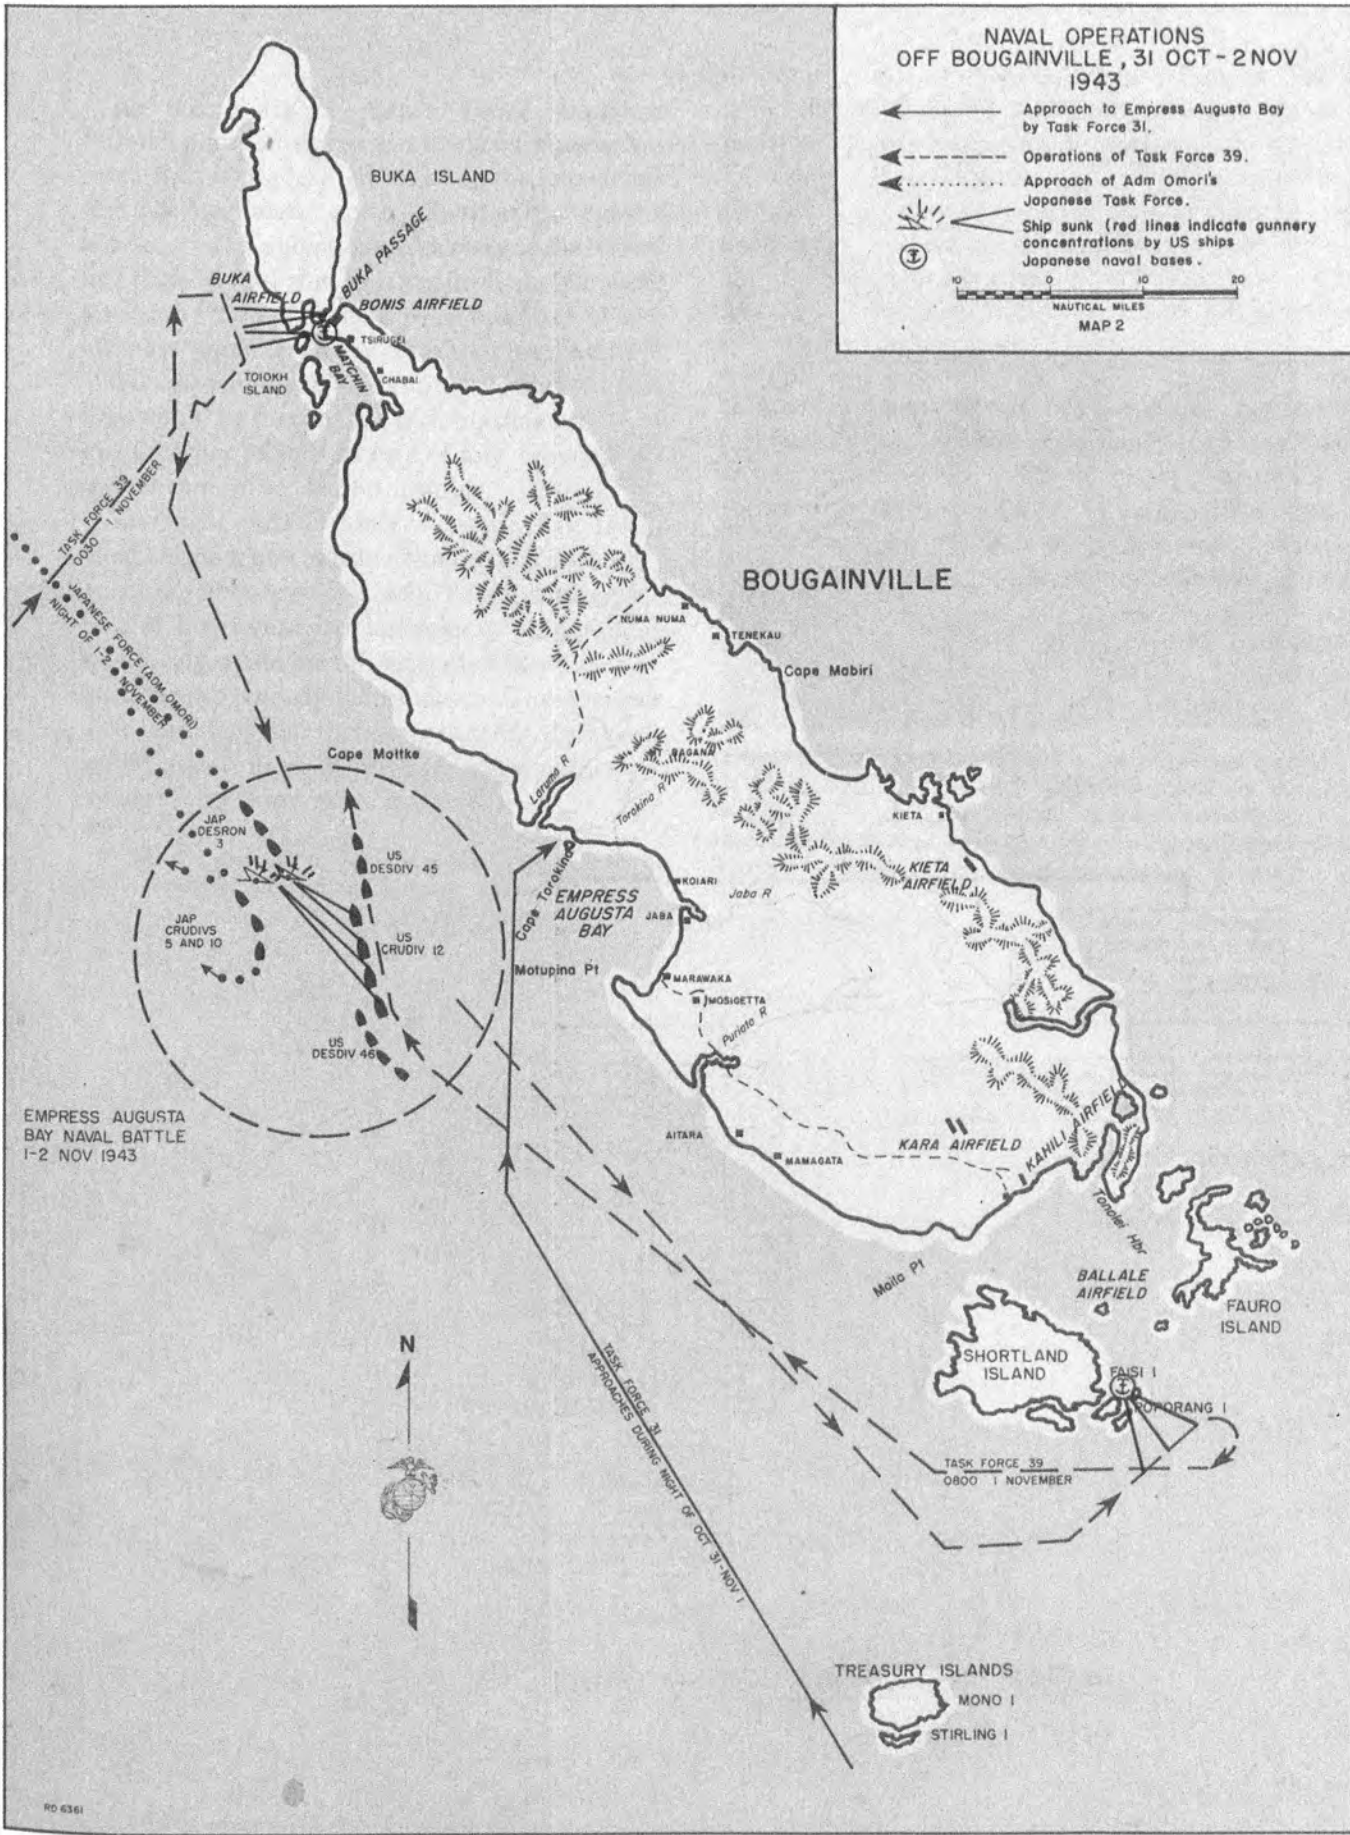 NAVAL OPERATIONS
OFF BOUGAINVILLE, 31 OCT - 2 NOV
1943
Approach to Empress Augusta Bay
by Task Force 31.
Operations of Task Force 39.
Approach of Adm Omori's
Japanese Task Force.
Ship sunk (red lines indicate gunnery
concentrations by US ships
Japanese naval bases.
10 0 10 20
NAUTICAL MILES
MAP 2
BUKA ISLAND
BUKA PASSAGE
BUKA
AIRFIELD
BONIS AIRFIELD
TSIRUGEI
MATCHIN
BAY
CHABAI
TOIOKH
ISLAND
TASK FORCE 39
0030 1 NOVEMBER
JAPANESE FORCE (ADM. OMORI)
NIGHT OF 1-2 NOVEMBER
BOUGAINVILLE
NUMA NUMA
TENEKAU
Cape Mabiri
MT BAGANA
Laruma R
Torokina R
Cape Moltke
KIETA
KIETA
AIRFIELD
JAP
DESRON
3
US
DESDIV 45
JAP
CRUDIVS
5 AND 10
US
CRUDIV 12
US
DESDIV 46
Cape Torokina
EMPRESS
AUGUSTA
BAY
KOIARI
Jaba R
JABA
Motupina Pt
MARAWAKA
MOSIGETTA
Puriata R
EMPRESS AUGUSTA
BAY NAVAL BATTLE
1-2 NOV 1943
AITARA
MAMAGATA
KARA AIRFIELD
KAHILI AIRFIELD
Tonolei Hbr
Moila Pt
BALLALE
AIRFIELD
FAURO
ISLAND
SHORTLAND
ISLAND
FAISI I
POPORANG I
TASK FORCE 39
0800 1 NOVEMBER
N
TASK FORCE 31
APPROACHES DURING NIGHT OF OCT 31-NOV 1
TREASURY ISLANDS
MONO I
STIRLING I
RD 6361